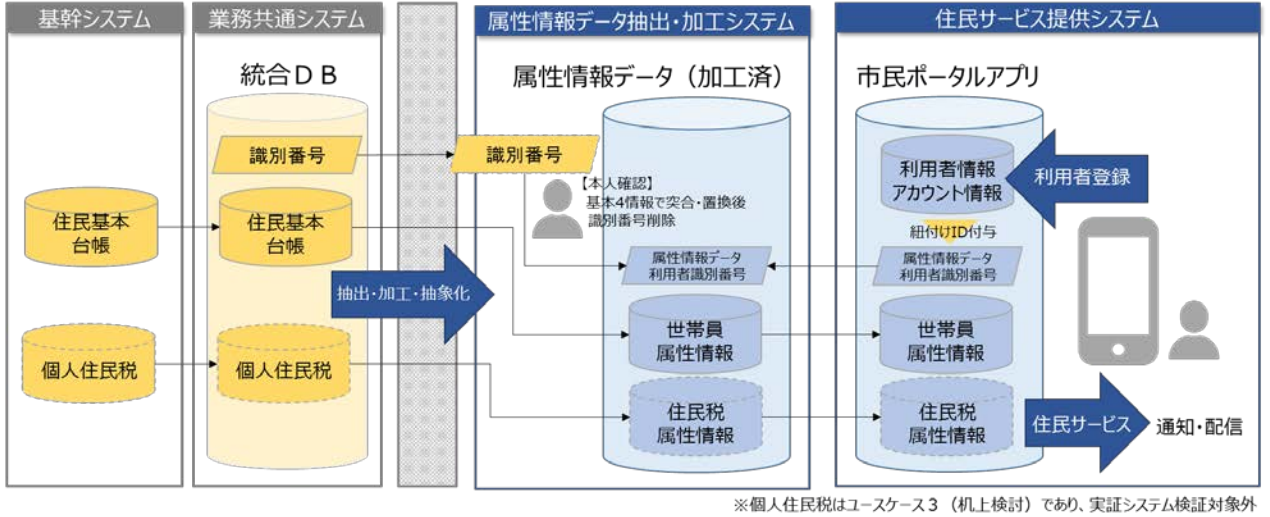 基幹システム
業務共通システム
属性情報データ抽出・加工システム
住民サービス提供システム
統合ＤＢ
属性情報データ（加工済）
市民ポータルアプリ
識別番号
識別番号
利用者情報
アカウント情報
利用者登録
【本人確認】
基本4情報で突合・置換後
識別番号削除
住民基本
台帳
住民基本
台帳
紐付けID付与
属性情報データ
利用者識別番号
属性情報データ
利用者識別番号
抽出・加工・抽象化
世帯員
属性情報
世帯員
属性情報
個人住民税
個人住民税
住民税
属性情報
住民税
属性情報
住民サービス
通知・配信
※個人住民税はユースケース３（机上検討）であり、実証システム検証対象外